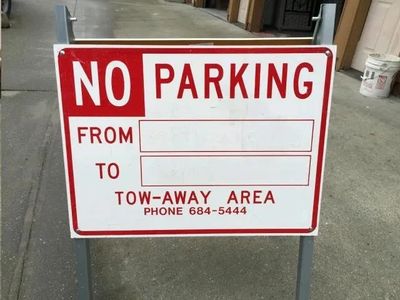 NO PARKING
FROM
TO
TOW-AWAY AREA
PHONE 684-5444